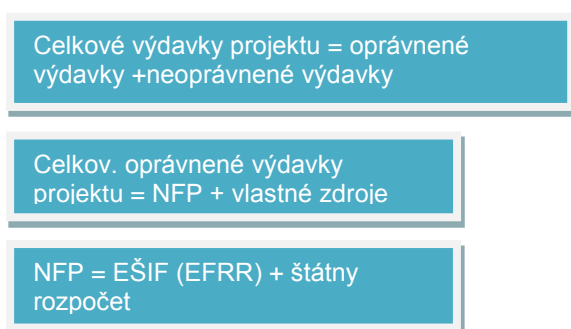 Celkové výdavky projektu = oprávnené
výdavky +neoprávnené výdavky
Celkov. oprávnené výdavky
projektu = NFP + vlastné zdroje
NFP = EŠIF (EFRR) + štátny
rozpočet